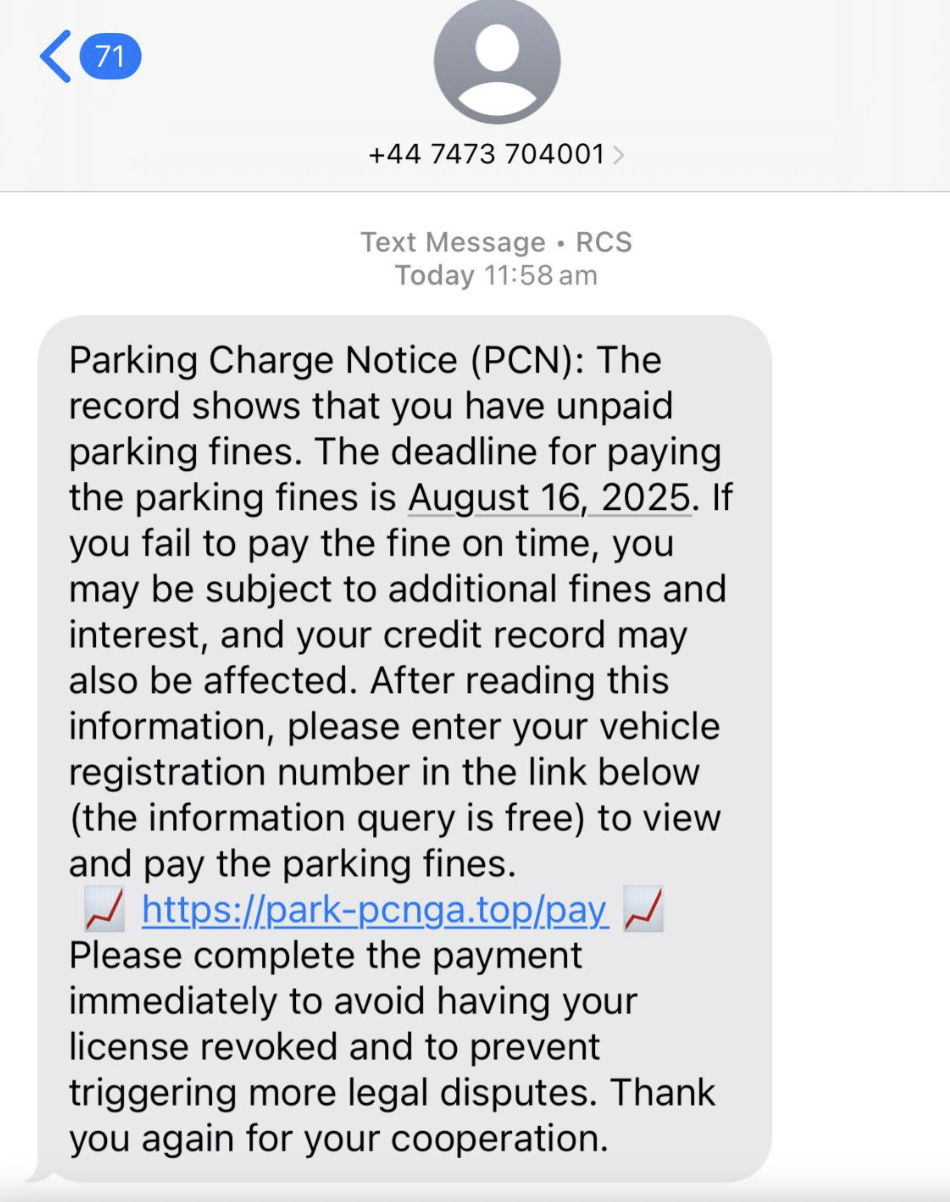 71
+44 7473 704001
Text Message • RCS
Today 11:58 am
Parking Charge Notice (PCN): The
record shows that you have unpaid
parking fines. The deadline for paying
the parking fines is August 16, 2025. If
you fail to pay the fine on time, you
may be subject to additional fines and
interest, and your credit record may
also be affected. After reading this
information, please enter your vehicle
registration number in the link below
(the information query is free) to view
and pay the parking fines.
📈 https://park-pcnga.top/pay 📈
Please complete the payment
immediately to avoid having your
license revoked and to prevent
triggering more legal disputes. Thank
you again for your cooperation.